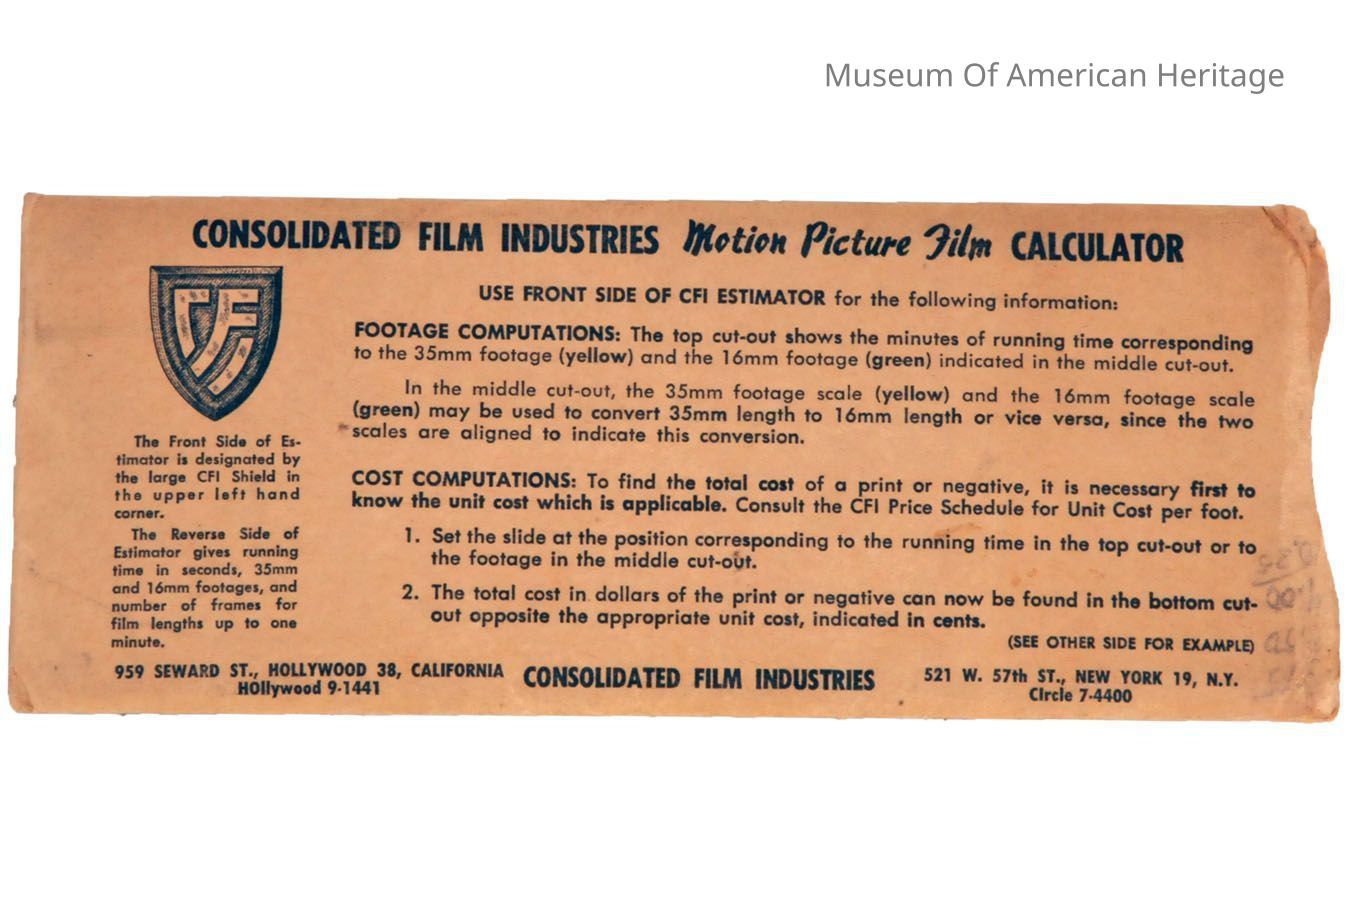 Museum Of American Heritage
CONSOLIDATED FILM INDUSTRIES Motion Picture Film CALCULATOR
CFI
USE FRONT SIDE OF CFI ESTIMATOR for the following information:
FOOTAGE COMPUTATIONS: The top cut-out shows the minutes of running time corresponding
to the 35mm footage (yellow) and the 16mm footage (green) indicated in the middle cut-out.
In the middle cut-out, the 35mm footage scale (yellow) and the 16mm footage scale
(green) may be used to convert 35mm length to 16mm length or vice versa, since the two
scales are aligned to indicate this conversion.
COST COMPUTATIONS: To find the total cost of a print or negative, it is necessary first to
know the unit cost which is applicable. Consult the CFI Price Schedule for Unit Cost per foot.
1. Set the slide at the position corresponding to the running time in the top cut-out or to
the footage in the middle cut-out.
2. The total cost in dollars of the print or negative can now be found in the bottom cut-
out opposite the appropriate unit cost, indicated in cents.
(SEE OTHER SIDE FOR EXAMPLE)
The Front Side of Es-
timator is designated by
the large CFI Shield in
the upper left hand
corner.
The Reverse Side of
Estimator gives running
time in seconds, 35mm
and 16mm footages, and
number of frames for
film lengths up to one
minute.
959 SEWARD ST., HOLLYWOOD 38, CALIFORNIA
HOllywood 9-1441
CONSOLIDATED FILM INDUSTRIES
521 W. 57th ST., NEW YORK 19, N.Y.
CIrcle 7-4400